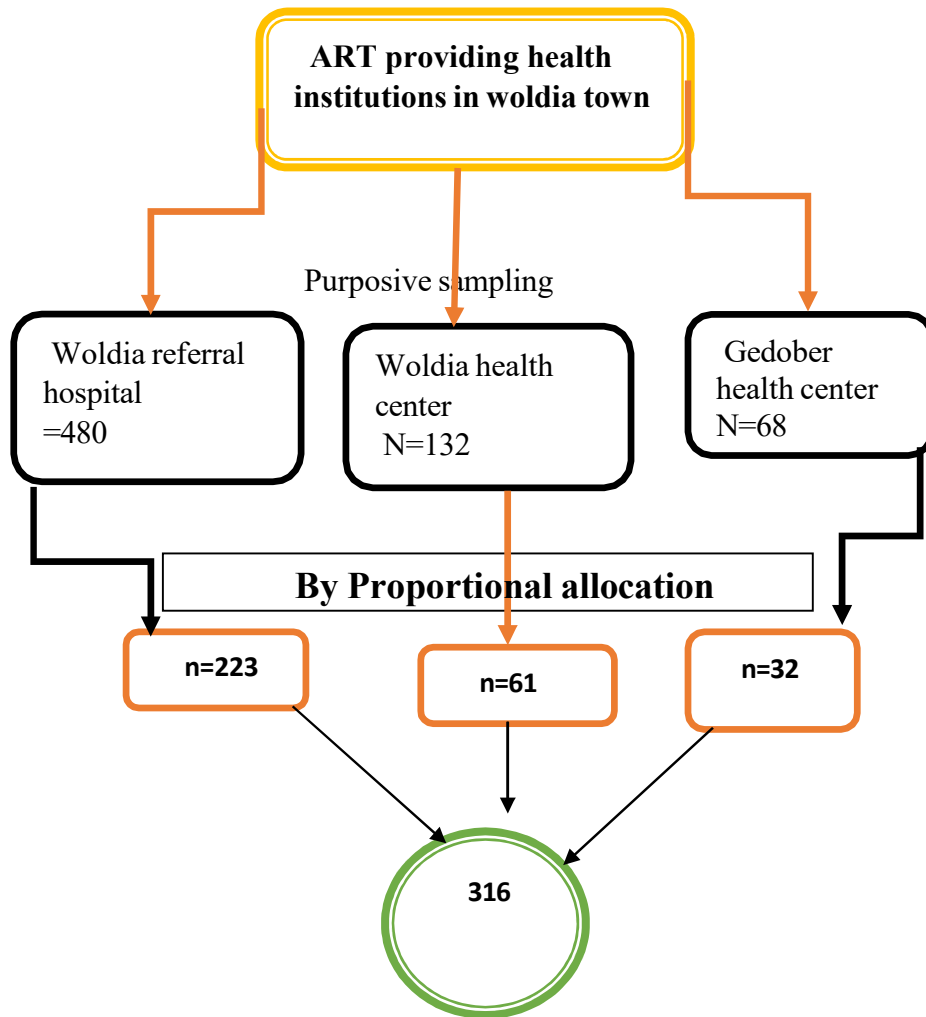 ART providing health
institutions in woldia town
Purposive sampling
Woldia referral
hospital
=480
Woldia health
center
N=132
Gedober
health center
N=68
By Proportional allocation
n=223
n=61
n=32
316